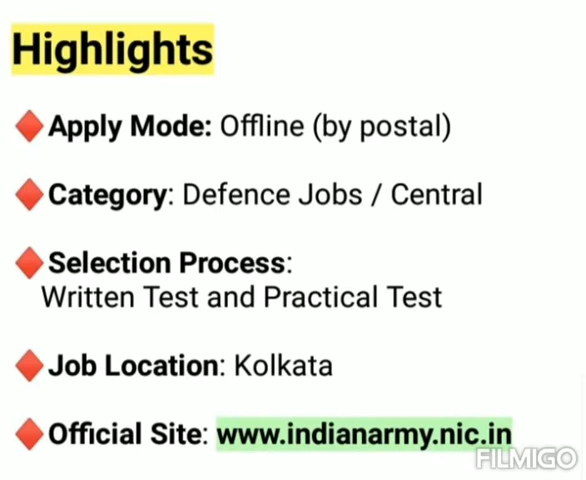 Highlights
♦Apply Mode: Offline (by postal)
♦Category: Defence Jobs / Central
♦Selection Process:
Written Test and Practical Test
♦Job Location: Kolkata
♦Official Site: www.indianarmy.nic.in
FILMIGO